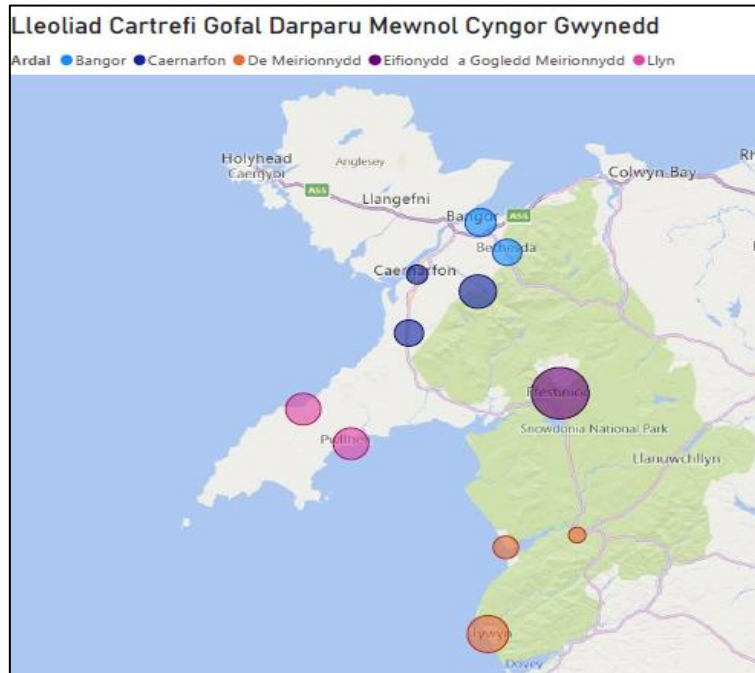 Lleoliad Cartrefi Gofal Darparu Mewnol Cyngor Gwynedd
Ardal Bangor Caernarfon De Meirionnydd Eifionydd a Gogledd Meirionnydd Llyn
Holyhead
Caergybi
Anglesey
A55
Llangefni
Bangor
A55
Colwyn Bay
Bethesda
Caernarfon
Ffestiniog
Snowdonia National Park
Pwllheli
Llanuwchllyn
Tywyn
Dovey